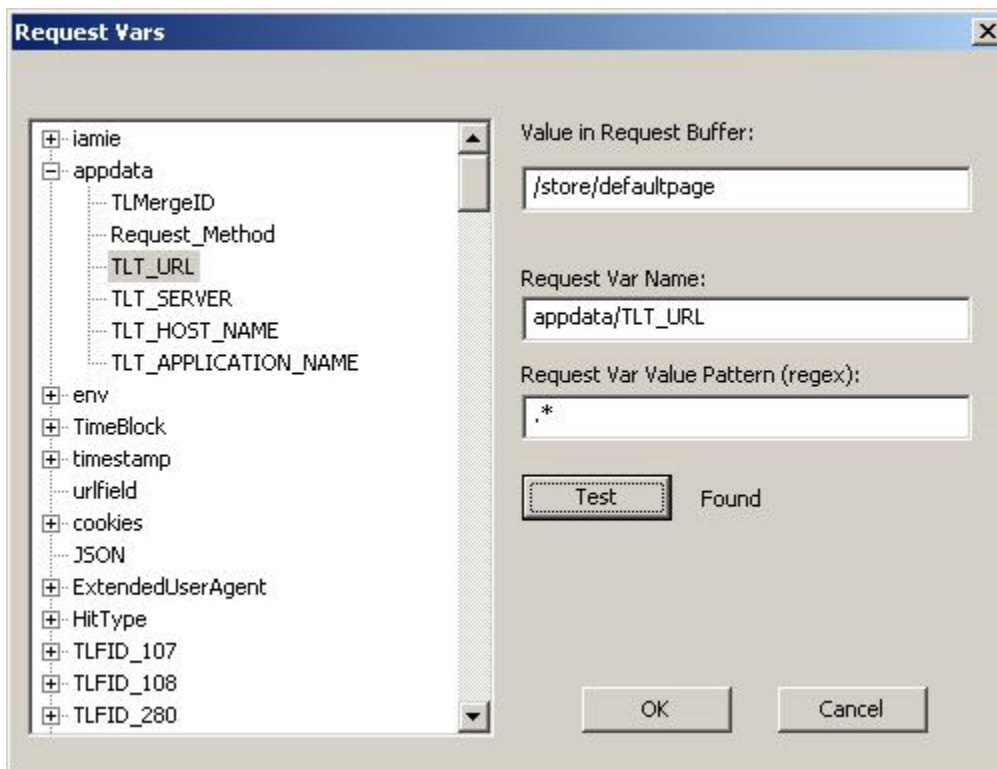 Request Vars
iamie
appdata
TLMergeID
Request_Method
TLT_URL
TLT_SERVER
TLT_HOST_NAME
TLT_APPLICATION_NAME
env
TimeBlock
timestamp
urlfield
cookies
JSON
ExtendedUserAgent
HitType
TLFID_107
TLFID_108
TLFID_280
Value in Request Buffer:
/store/defaultpage
Request Var Name:
appdata/TLT_URL
Request Var Value Pattern (regex):
.*
Test Found
OK Cancel